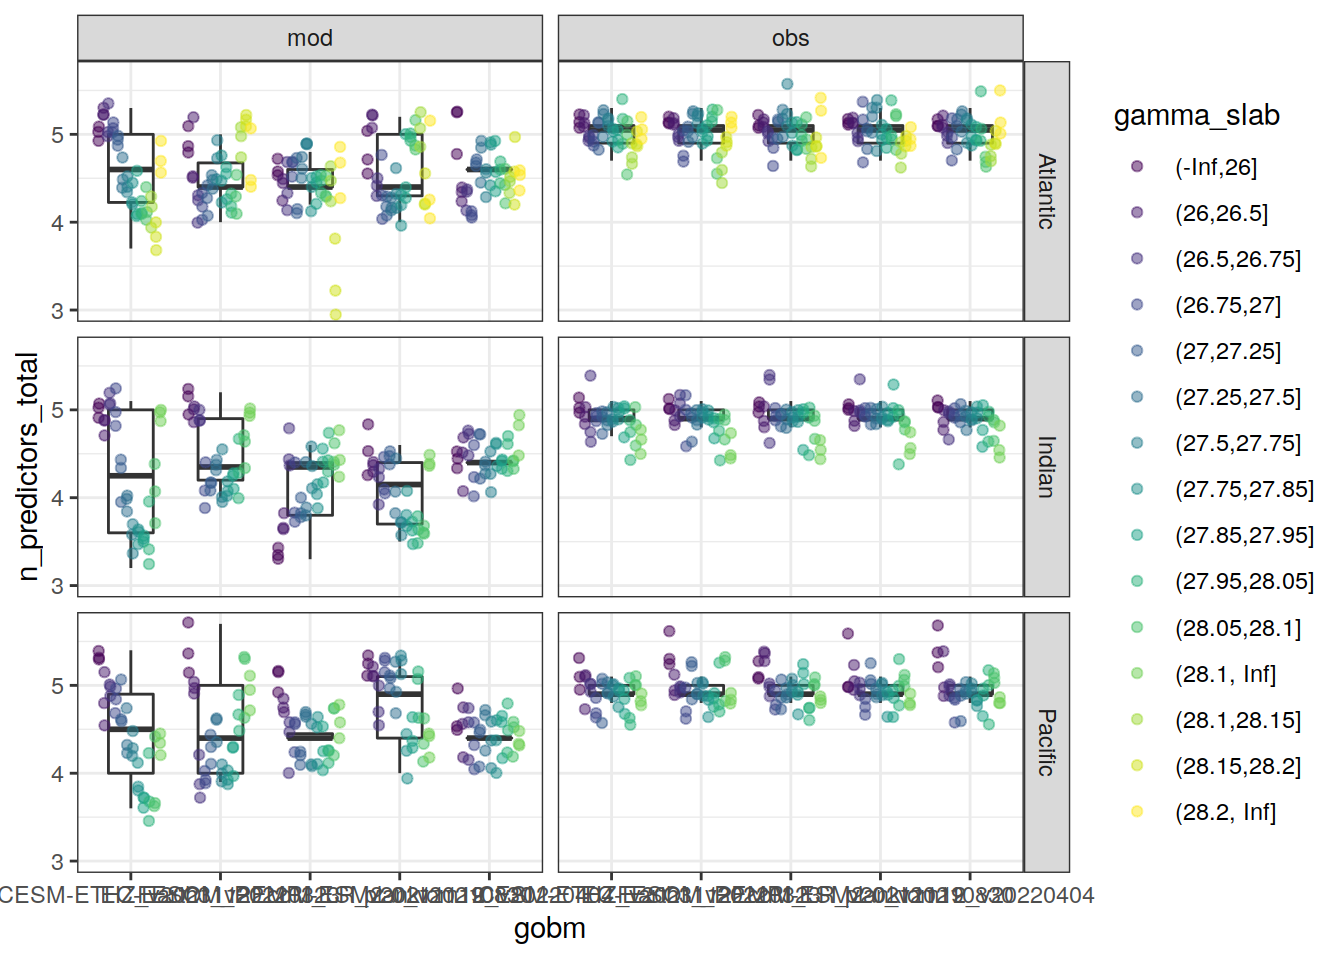 mod
obs
gamma_slab
5
4
3
Atlantic
(-Inf,26]
(26,26.5]
(26.5,26.75]
(26.75,27]
(27,27.25]
(27.25,27.5]
(27.5,27.75]
(27.75,27.85]
(27.85,27.95]
(27.95,28.05]
(28.05,28.1]
(28.1, Inf]
(28.1,28.15]
(28.15,28.2]
(28.2, Inf]
n_predictors_total
5
4
3
Indian
5
4
3
Pacific
gobm